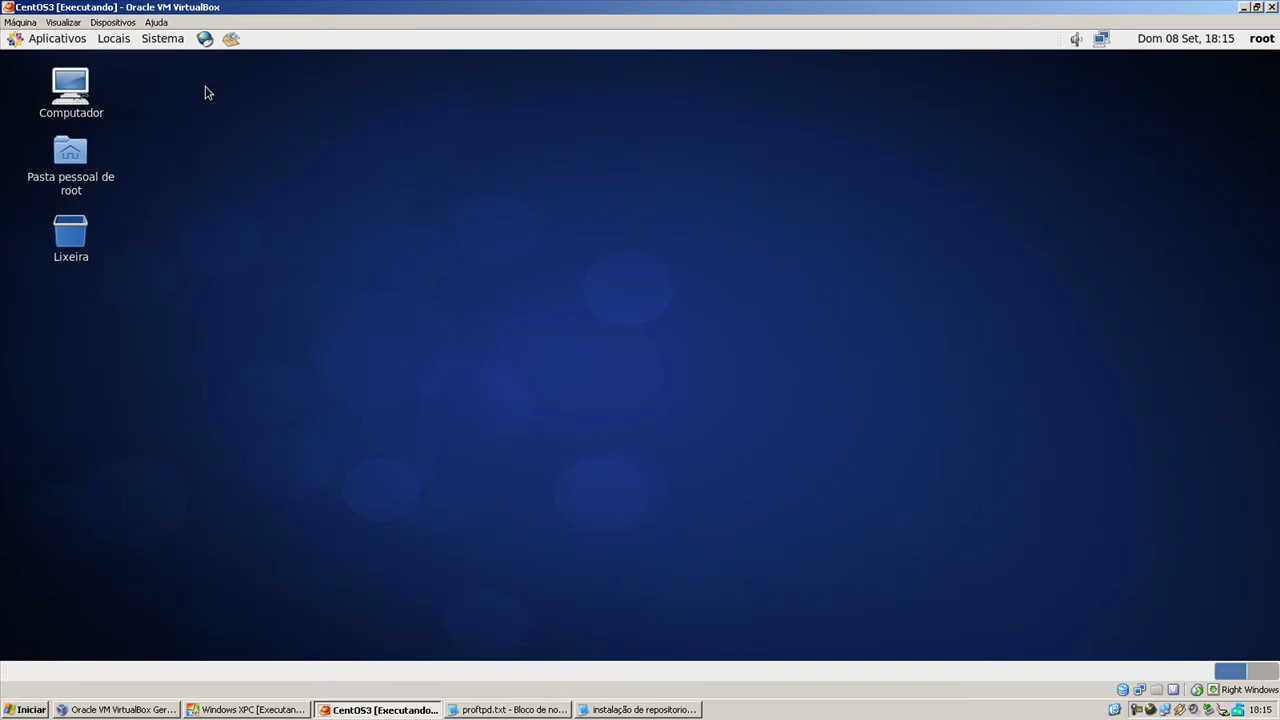 CentOS3 [Executando] - Oracle VM VirtualBox
Máquina Visualizar Dispositivos Ajuda
Aplicativos Locais Sistema Dom 08 Set, 18:15 root
Computador
Pasta pessoal de
root
Lixeira
Right Windows
Iniciar Oracle VM VirtualBox Ger... Windows XPC [Executan... CentOS3 [Executando... proftpd.txt - Bloco de no... instalação de repositorio... 18:15